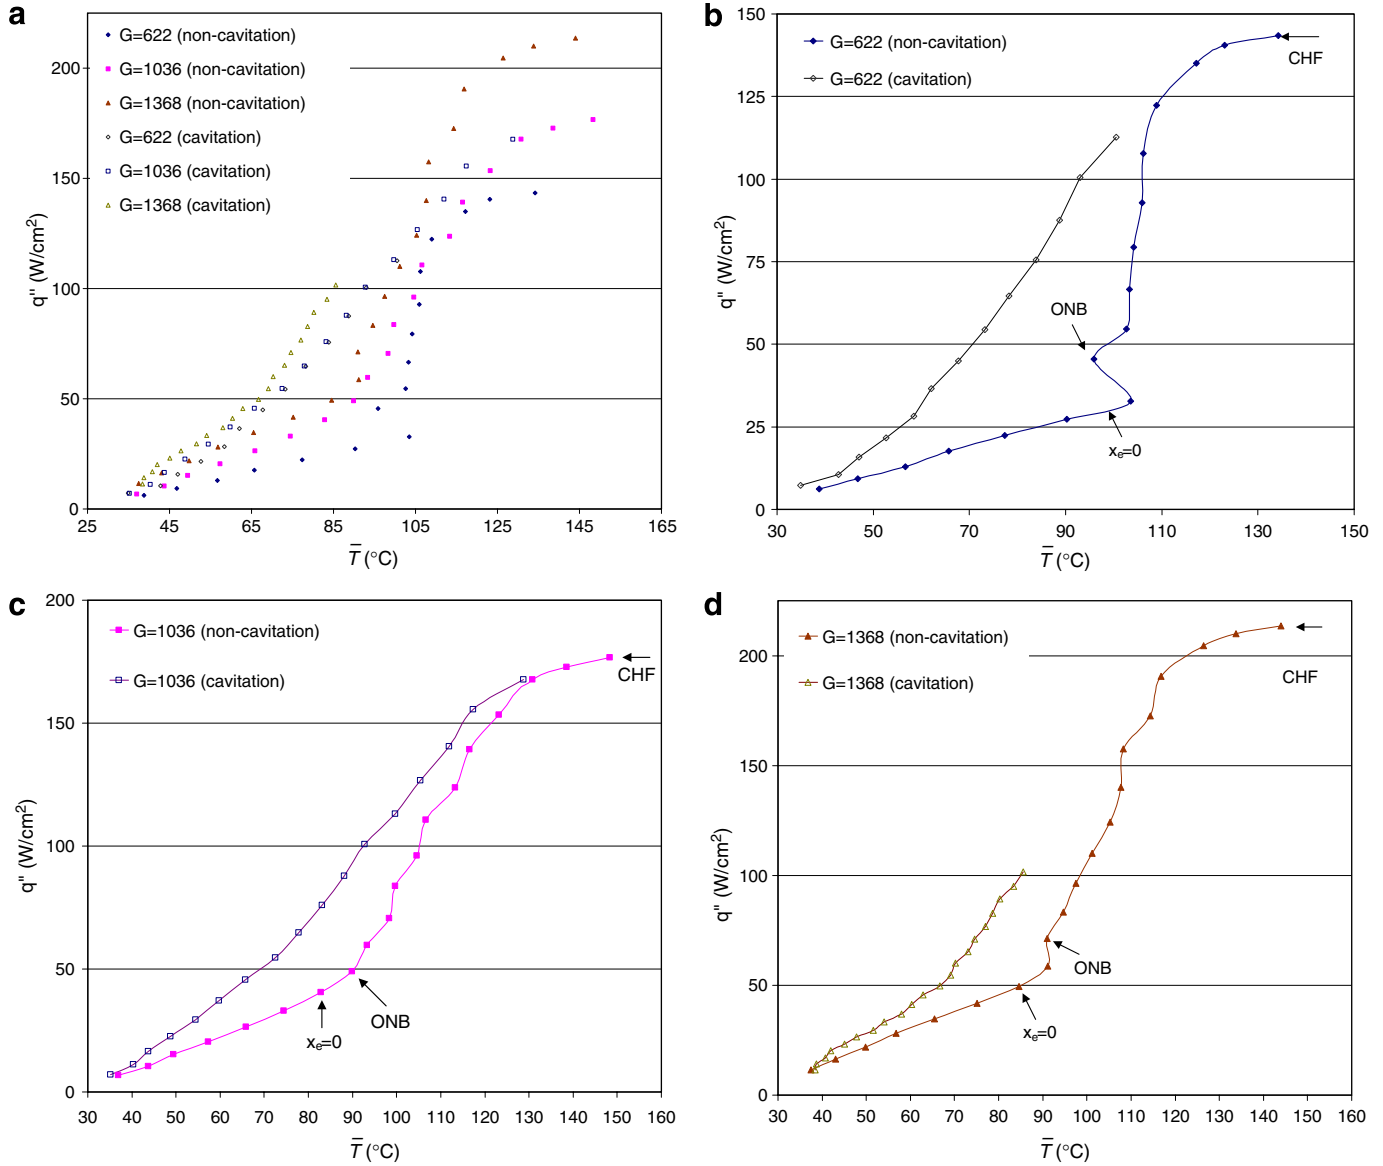 a
G=622 (non-cavitation)
G=1036 (non-cavitation)
G=1368 (non-cavitation)
G=622 (cavitation)
G=1036 (cavitation)
G=1368 (cavitation)
200
150
100
50
0
q" (W/cm²)
25 45 65 85 105 125 145 165
T̅ (°C)
b
G=622 (non-cavitation)
G=622 (cavitation)
CHF
ONB
xₑ=0
150
125
100
75
50
25
0
q" (W/cm²)
30 50 70 90 110 130 150
T̅ (°C)
c
G=1036 (non-cavitation)
G=1036 (cavitation)
CHF
ONB
xₑ=0
200
150
100
50
0
q" (W/cm²)
30 40 50 60 70 80 90 100 110 120 130 140 150 160
T̅ (°C)
d
G=1368 (non-cavitation)
G=1368 (cavitation)
CHF
ONB
xₑ=0
200
150
100
50
0
q" (W/cm²)
30 40 50 60 70 80 90 100 110 120 130 140 150 160
T̅ (°C)